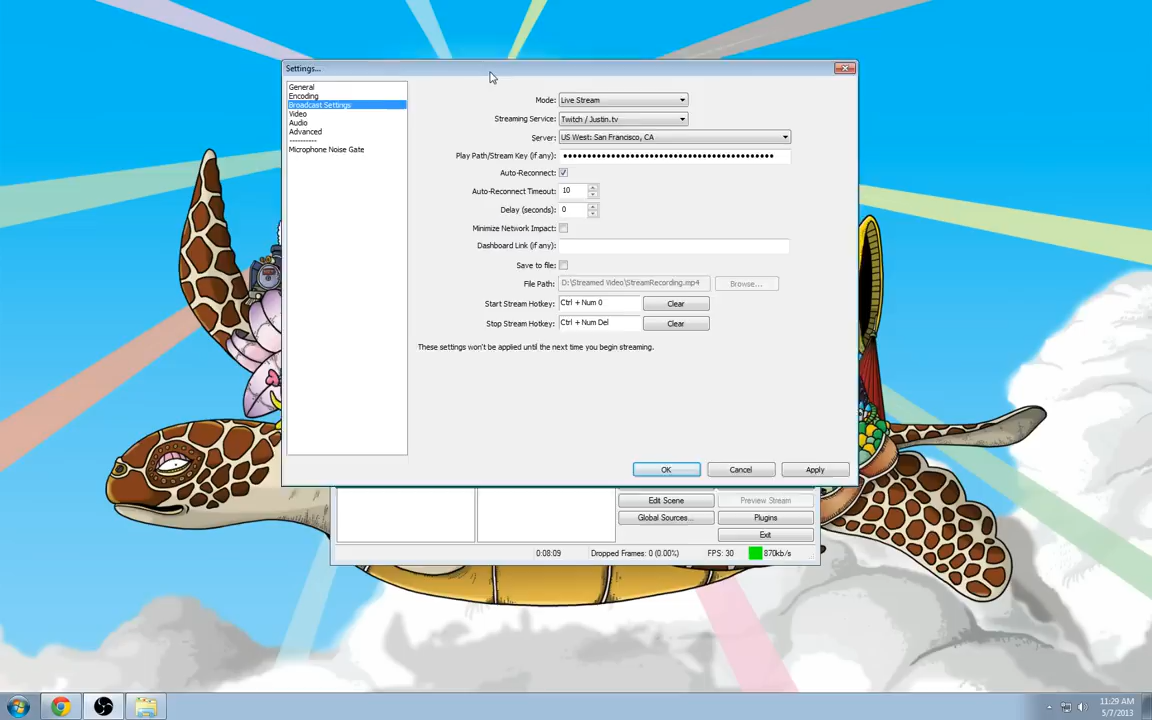 Settings...
General
Encoding
Broadcast Settings
Video
Audio
Advanced
----------
Microphone Noise Gate
Mode: Live Stream
Streaming Service: Twitch / Justin.tv
Server: US West: San Francisco, CA
Play Path/Stream Key (if any): ●●●●●●●●●●●●●●●●●●●●●●●●●●●●●●●●●●●●●●●●●●●●
Auto-Reconnect:
Auto-Reconnect Timeout: 10
Delay (seconds): 0
Minimize Network Impact:
Dashboard Link (if any):
Save to file:
File Path: D:\Streamed Video\StreamRecording.mp4 Browse...
Start Stream Hotkey: Ctrl + Num 0 Clear
Stop Stream Hotkey: Ctrl + Num Del Clear
These settings won't be applied until the next time you begin streaming.
OK Cancel Apply
Edit Scene Preview Stream
Global Sources... Plugins
Exit
0:08:09 Dropped Frames: 0 (0.00%) FPS: 30 870kb/s
11:29 AM
5/7/2013